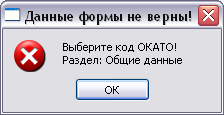 Данные формы не верны!
Выберите код ОКАТО!
Раздел: Общие данные
OK